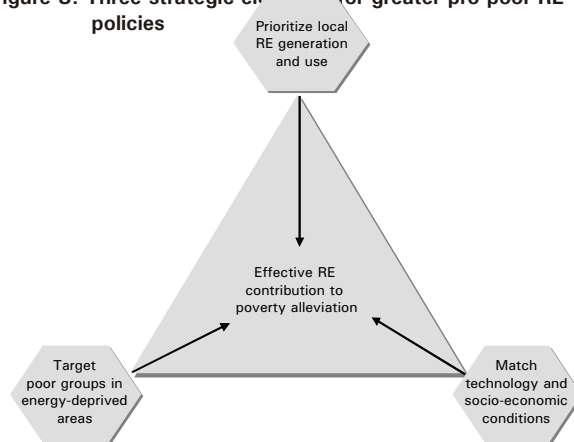 Three strategic for greater pro-poor RE
policies
Prioritize local
RE generation
and use
Effective RE
contribution to
poverty alleviation
Target
poor groups in
energy-deprived
areas
Match
technology and
socio-economic
conditions